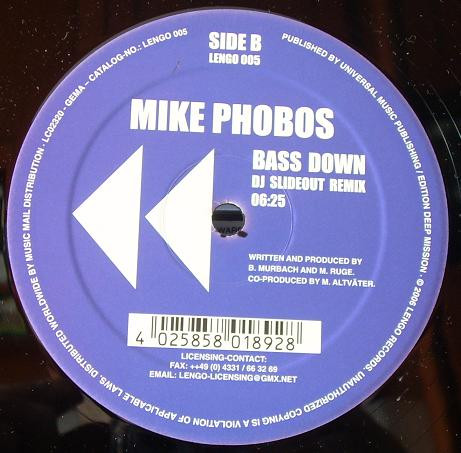 SIDE B
LENGO 005
MIKE PHOBOS
BASS DOWN
DJ SLIDEOUT REMIX
06:25
WRITTEN AND PRODUCED BY
B. MURBACH AND M. RUGE.
CO-PRODUCED BY M. ALTVÄTER.
4 025858 018928
LICENSING-CONTACT:
FAX: ++49 (0) 4331 / 66 32 69
EMAIL: LENGO-LICENSING@GMX.NET
PUBLISHED BY UNIVERSAL MUSIC PUBLISHING / EDITION DEEP MISSION · © 2006 LENGO RECORDS. UNAUTHORIZED COPYING IS A VIOLATION OF APPLICABLE LAWS. DISTRIBUTED WORLDWIDE BY MUSIC MAIL DISTRIBUTION · LC02320 - GEMA – CATALOG-NO.: LENGO 005